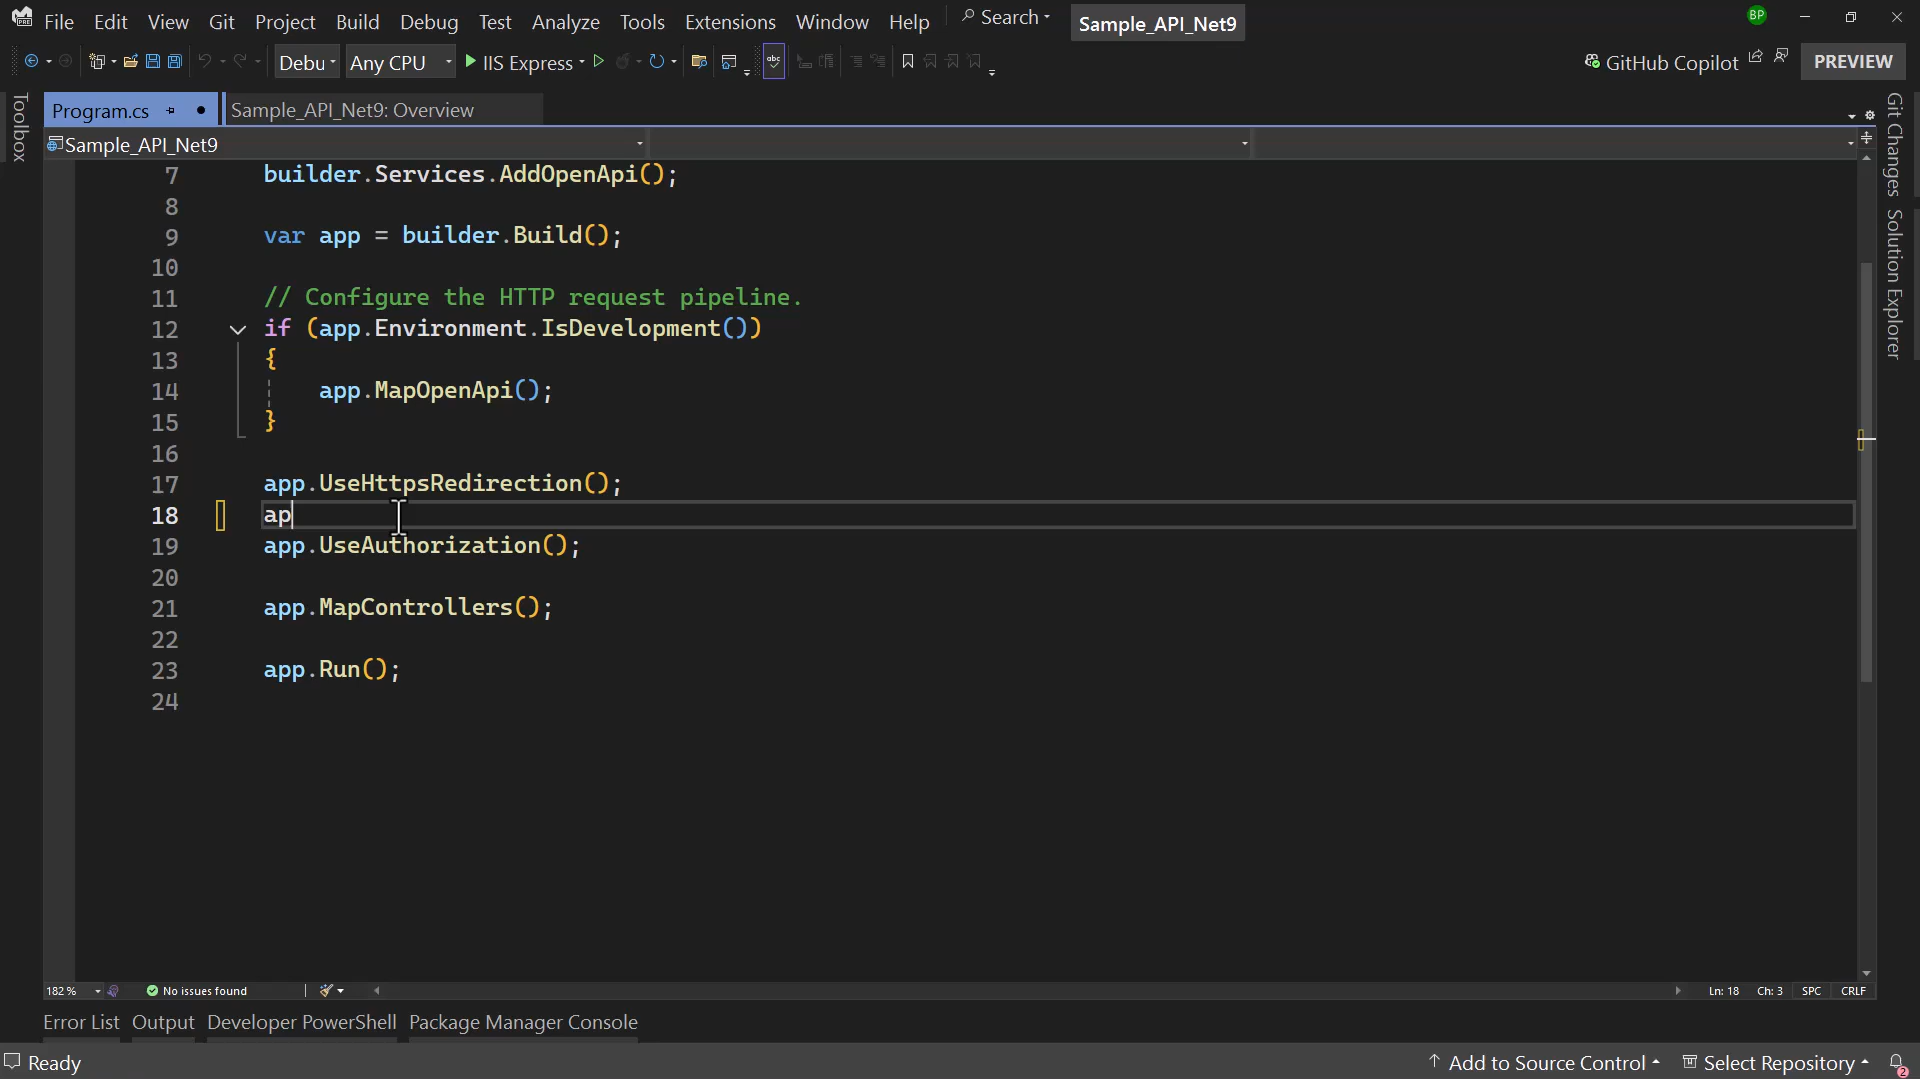 File Edit View Git Project Build Debug Test Analyze Tools Extensions Window Help Search Sample_API_Net9 BP
Debu Any CPU IIS Express abc GitHub Copilot PREVIEW
Toolbox
Program.cs Sample_API_Net9: Overview
Sample_API_Net9
7 builder.Services.AddOpenApi();
8
9 var app = builder.Build();
10
11 // Configure the HTTP request pipeline.
12 if (app.Environment.IsDevelopment())
13 {
14 app.MapOpenApi();
15 }
16
17 app.UseHttpsRedirection();
18 ap
19 app.UseAuthorization();
20
21 app.MapControllers();
22
23 app.Run();
24
Git Changes
Solution Explorer
182 % No issues found Ln: 18 Ch: 3 SPC CRLF
Error List Output Developer PowerShell Package Manager Console
Ready Add to Source Control Select Repository 2